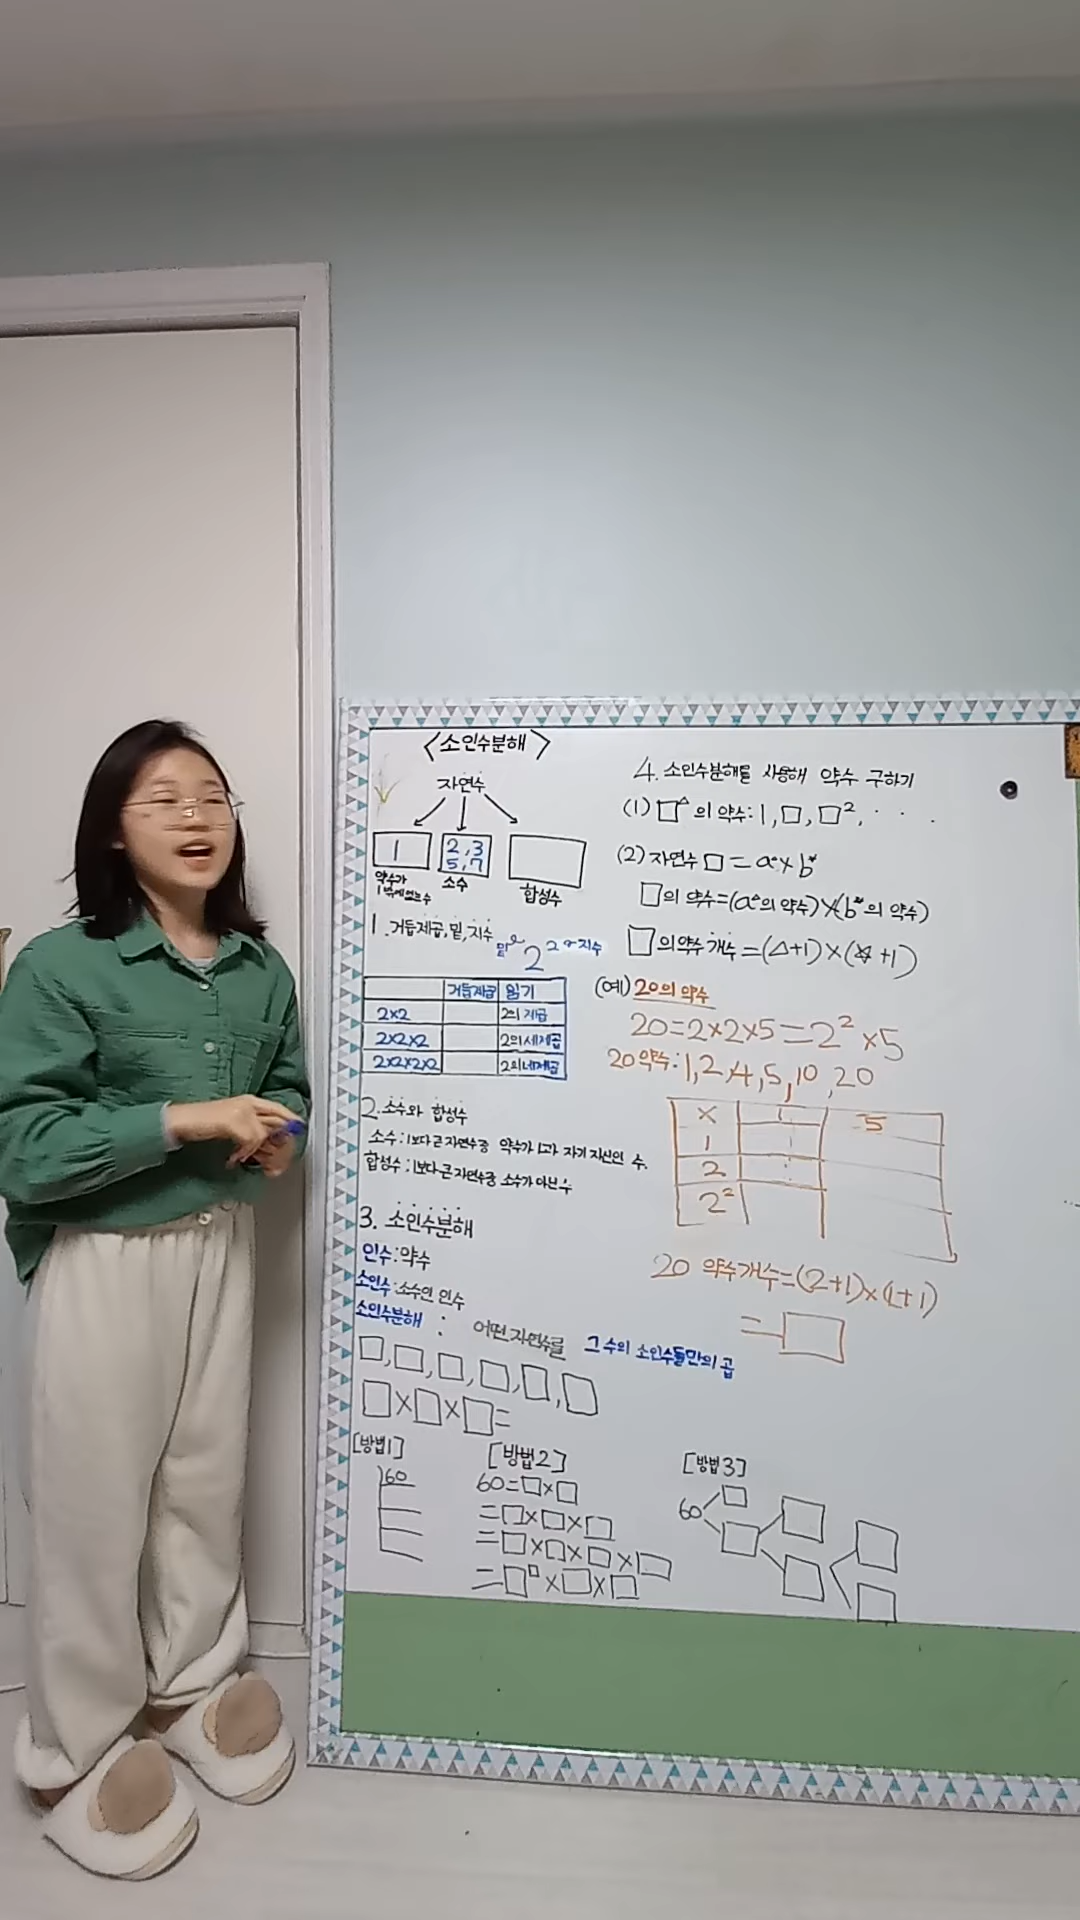 <소인수분해>
자연수
1
2, 3
5, 7
약수가
1밖에 없는 수
소수
합성수
1. 거듭제곱, 밑, 지수
밑 2² 지수
거듭제곱 읽기
2×2 2의 제곱
2×2×2 2의 세제곱
2×2×2×2 2의 네제곱
2. 소수와 합성수
소수: 1보다 큰 자연수 중 약수가 1과 자기 자신인 수.
합성수: 1보다 큰 자연수중 소수가 아닌 수
3. 소인수분해
인수: 약수
소인수: 소수인 인수
소인수분해: 어떤 자연수를 그 수의 소인수들만의 곱
□, □, □, □, □, □
□×□×□=
[방법1]
60
[방법2]
60=□×□
=□×□×□
=□×□×□×□
=□^□×□×□
[방법3]
60
4. 소인수분해를 사용해 약수 구하기
(1) □^△의 약수: 1, □, □², · · ·
(2) 자연수 □=a^△×b^☆
□의 약수=(a^△의 약수)×(b^☆의 약수)
□의 약수 개수=(△+1)×(☆+1)
(예) 20의 약수
20=2×2×5=2²×5
20 약수: 1, 2, 4, 5, 10, 20
× 1 5
1
2
2²
20 약수 개수=(2+1)×(1+1)
=□